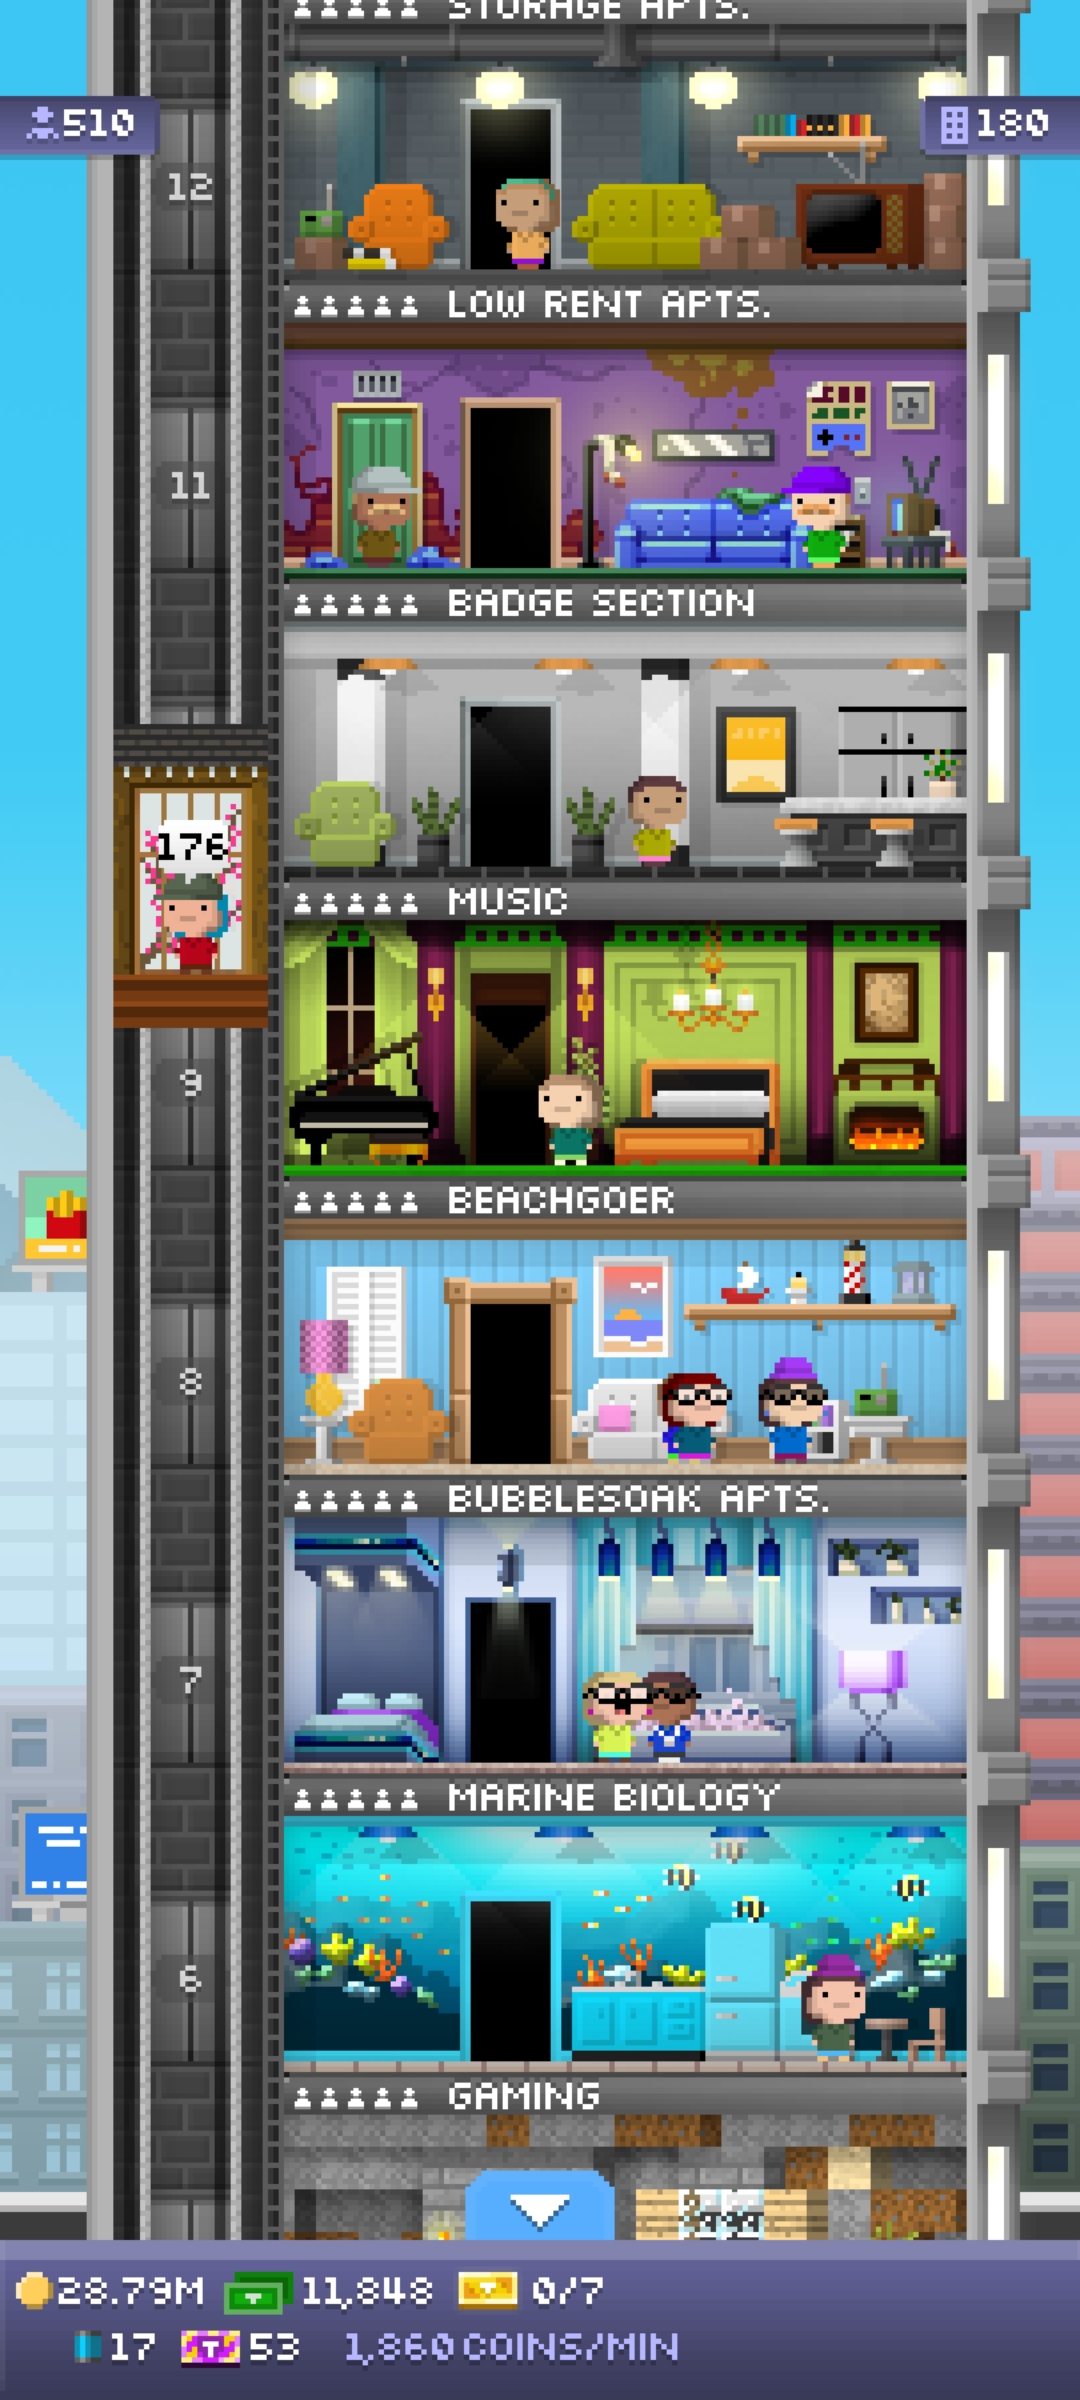 STORAGE APTS.
510
180
12
LOW RENT APTS.
11
BADGE SECTION
176
MUSIC
9
BEACHGOER
8
BUBBLESOAK APTS.
7
MARINE BIOLOGY
6
GAMING
28.79M 11,848 0/7
17 53 1,860 COINS/MIN